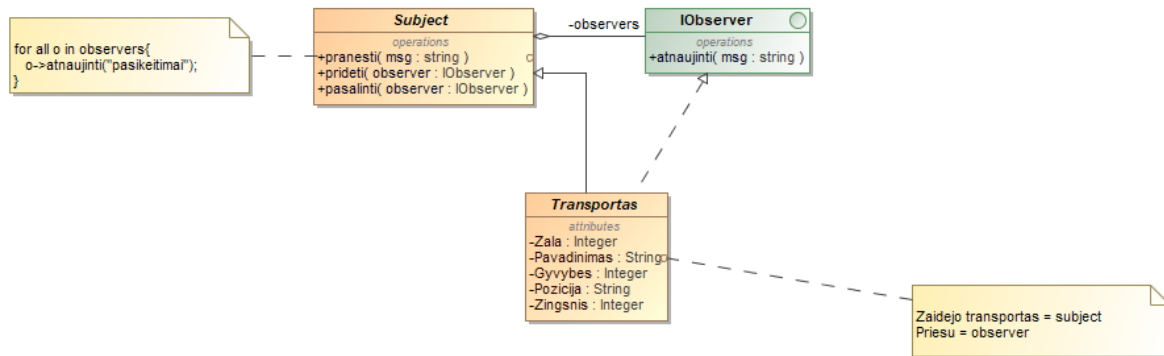 for all o in observers{
o->atnaujinti("pasikeitimai");
}
Subject
operations
+pranesti( msg : string )
+prideti( observer : IObserver )
+pasalinti( observer : IObserver )
-observers
IObserver
operations
+atnaujinti( msg : string )
Transportas
attributes
-Zala : Integer
-Pavadinimas : String
-Gyvybes : Integer
-Pozicija : String
-Zingsnis : Integer
Zaidejo transportas = subject
Priesu = observer